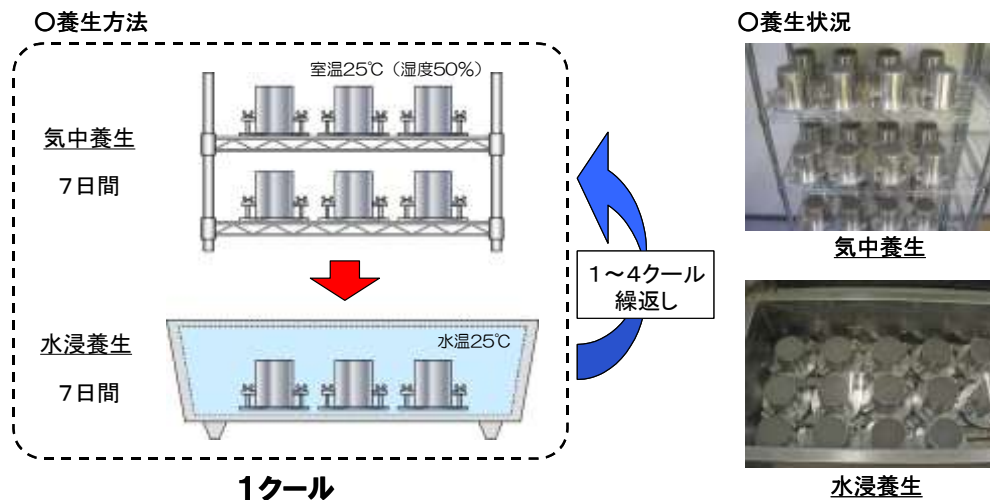 ○養生方法
室温25℃（湿度50％）
気中養生
7日間
水温25℃
水浸養生
7日間
1クール
1～4クール
繰返し
○養生状況
気中養生
水浸養生